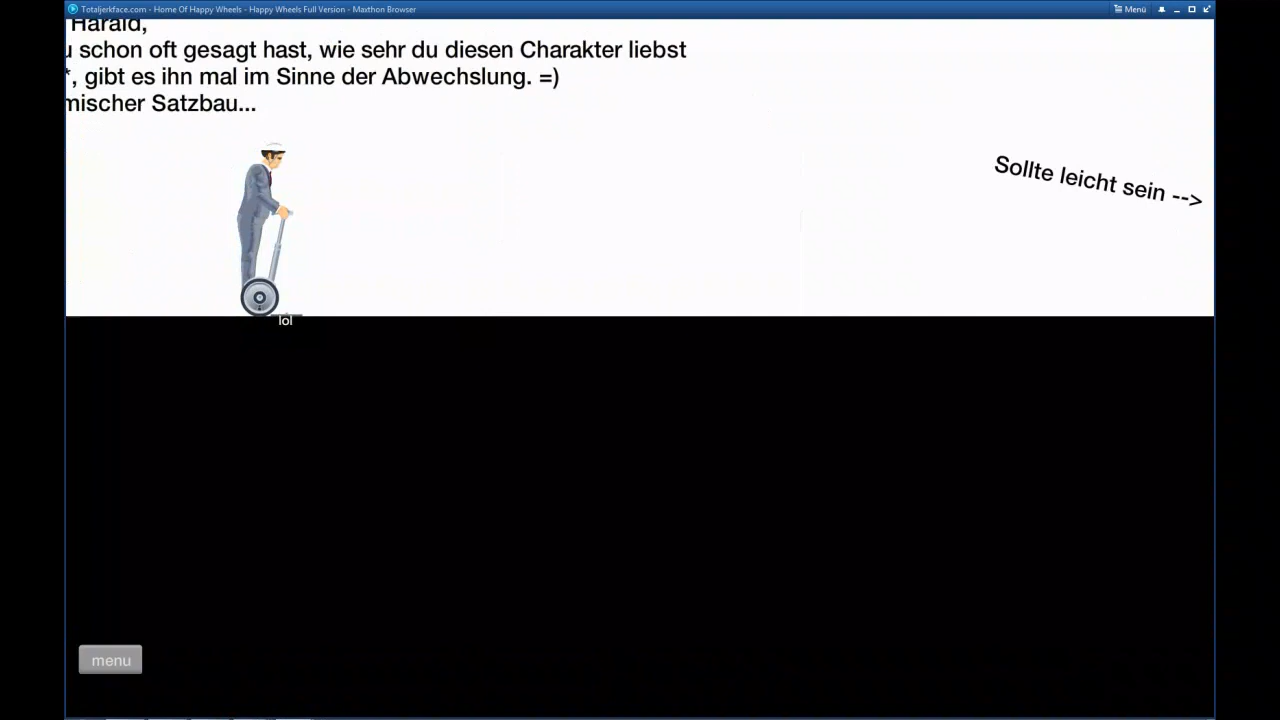 Totaljerkface.com - Home Of Happy Wheels - Happy Wheels Full Version - Maxthon Browser
Menü
Harald,
schon oft gesagt hast, wie sehr du diesen Charakter liebst
*, gibt es ihn mal im Sinne der Abwechslung. =)
mischer Satzbau...
Sollte leicht sein -->
lol
menu